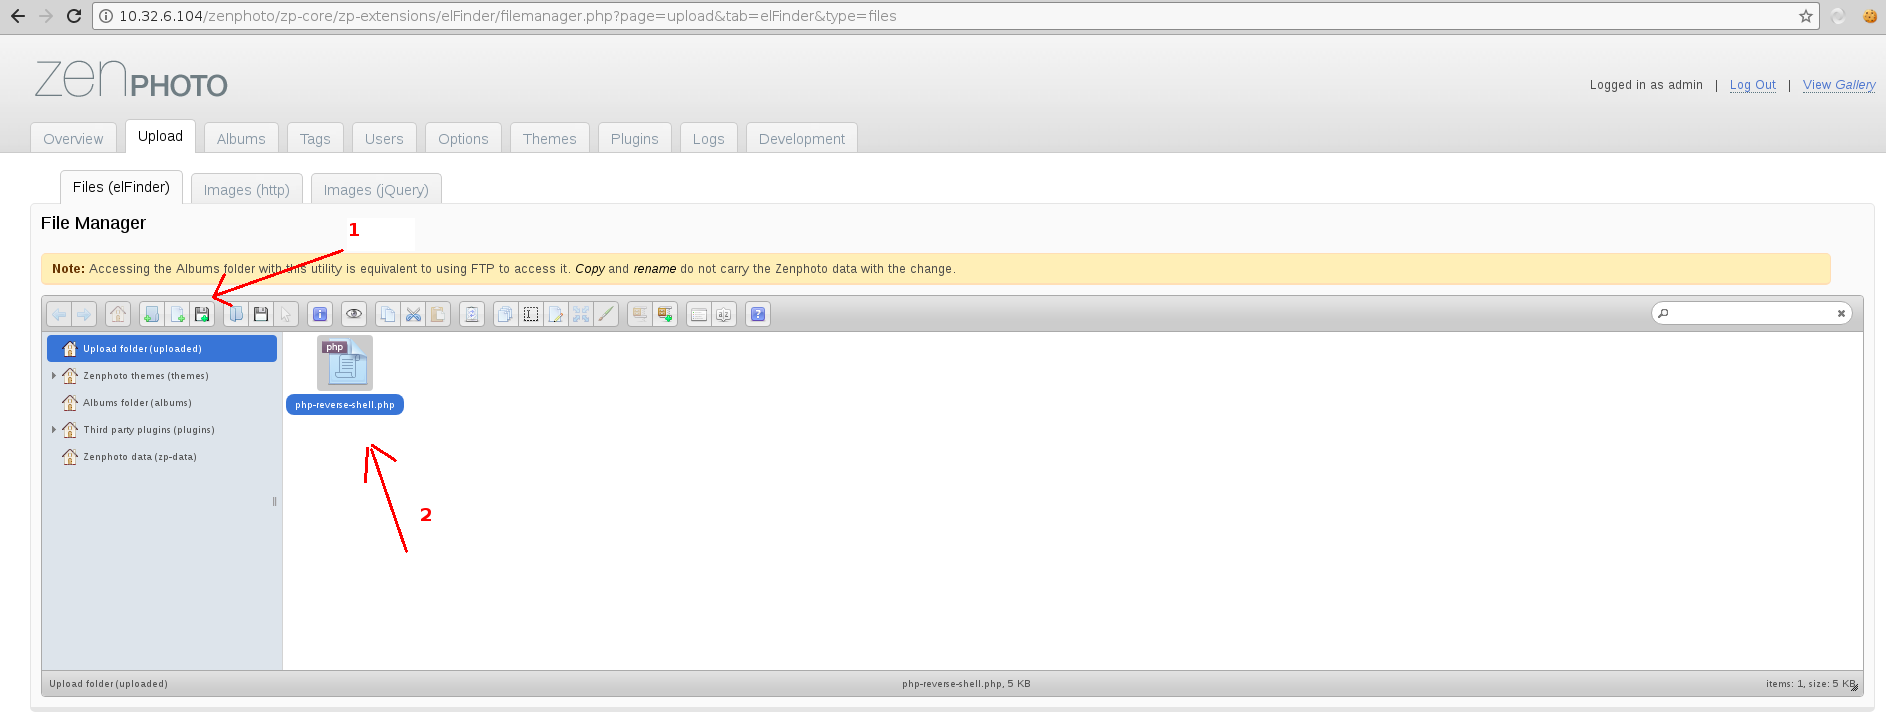 10.32.6.104/zenphoto/zp-core/zp-extensions/elFinder/filemanager.php?page=upload&tab=elFinder&type=files
zenPHOTO
Logged in as admin | Log Out | View Gallery
Overview Upload Albums Tags Users Options Themes Plugins Logs Development
Files (elFinder) Images (http) Images (jQuery)
File Manager
1
Note: Accessing the Albums folder with this utility is equivalent to using FTP to access it. Copy and rename do not carry the Zenphoto data with the change.
Upload folder (uploaded)
Zenphoto themes (themes)
Albums folder (albums)
Third party plugins (plugins)
Zenphoto data (zp-data)
php
php-reverse-shell.php
2
Upload folder (uploaded) php-reverse-shell.php, 5 KB items: 1, size: 5 KB